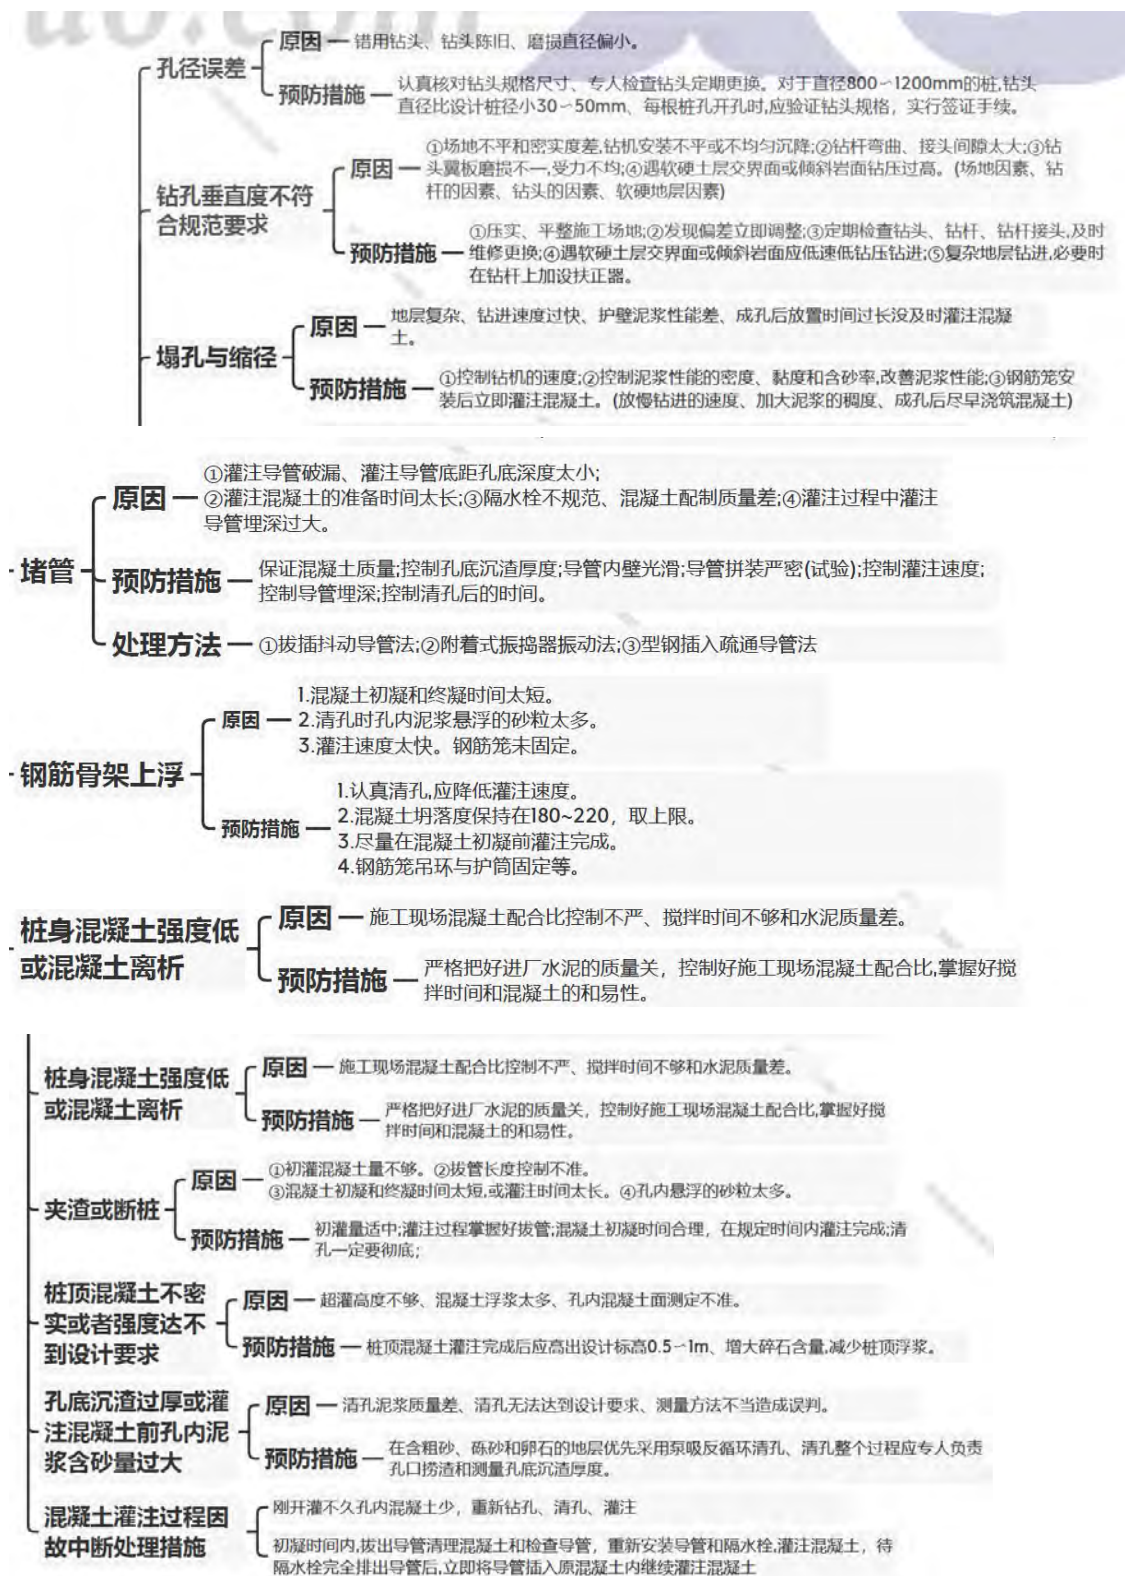 uo.com
原因
错用钻头、钻头陈旧、磨损直径偏小。
孔径误差
预防措施
认真核对钻头规格尺寸、专人检查钻头定期更换。对于直径800~1200mm的桩,钻头
直径比设计桩径小30~50mm、每根桩孔开孔时,应验证钻头规格，实行签证手续。
钻孔垂直度不符
合规范要求
原因
①场地不平和密实度差,钻机安装不平或不均匀沉降;②钻杆弯曲、接头间隙太大;③钻
头翼板磨损不一,受力不均;④遇软硬土层交界面或倾斜岩面钻压过高。(场地因素、钻
杆的因素、钻头的因素、软硬地层因素)
预防措施
①压实、平整施工场地;②发现偏差立即调整;③定期检查钻头、钻杆、钻杆接头,及时
维修更换;④遇软硬土层交界面或倾斜岩面应低速低钻压钻进;⑤复杂地层钻进,必要时
在钻杆上加设扶正器。
塌孔与缩径
原因
地层复杂、钻进速度过快、护壁泥浆性能差、成孔后放置时间过长没及时灌注混凝
土。
预防措施
①控制钻机的速度;②控制泥浆性能的密度、黏度和含砂率,改善泥浆性能;③钢筋笼安
装后立即灌注混凝土。(放慢钻进的速度、加大泥浆的稠度、成孔后尽早浇筑混凝土)
堵管
原因
①灌注导管破漏、灌注导管底距孔底深度太小;
②灌注混凝土的准备时间太长;③隔水栓不规范、混凝土配制质量差;④灌注过程中灌注
导管埋深过大。
预防措施
保证混凝土质量;控制孔底沉渣厚度;导管内壁光滑;导管拼装严密(试验);控制灌注速度;
控制导管埋深;控制清孔后的时间。
处理方法
①拔插抖动导管法;②附着式振捣器振动法;③型钢插入疏通导管法
钢筋骨架上浮
原因
1.混凝土初凝和终凝时间太短。
2.清孔时孔内泥浆悬浮的砂粒太多。
3.灌注速度太快。钢筋笼未固定。
预防措施
1.认真清孔,应降低灌注速度。
2.混凝土坍落度保持在180~220，取上限。
3.尽量在混凝土初凝前灌注完成。
4.钢筋笼吊环与护筒固定等。
桩身混凝土强度低
或混凝土离析
原因
施工现场混凝土配合比控制不严、搅拌时间不够和水泥质量差。
预防措施
严格把好进厂水泥的质量关，控制好施工现场混凝土配合比,掌握好搅
拌时间和混凝土的和易性。
桩身混凝土强度低
或混凝土离析
原因
施工现场混凝土配合比控制不严、搅拌时间不够和水泥质量差。
预防措施
严格把好进厂水泥的质量关，控制好施工现场混凝土配合比,掌握好搅
拌时间和混凝土的和易性。
夹渣或断桩
原因
①初灌混凝土量不够。②拔管长度控制不准。
③混凝土初凝和终凝时间太短,或灌注时间太长。④孔内悬浮的砂粒太多。
预防措施
初灌量适中;灌注过程掌握好拔管;混凝土初凝时间合理，在规定时间内灌注完成;清
孔一定要彻底;
桩顶混凝土不密
实或者强度达不
到设计要求
原因
超灌高度不够、混凝土浮浆太多、孔内混凝土面测定不准。
预防措施
桩顶混凝土灌注完成后应高出设计标高0.5~1m、增大碎石含量,减少桩顶浮浆。
孔底沉渣过厚或灌
注混凝土前孔内泥
浆含砂量过大
原因
清孔泥浆质量差、清孔无法达到设计要求、测量方法不当造成误判。
预防措施
在含粗砂、砾砂和卵石的地层优先采用泵吸反循环清孔、清孔整个过程应专人负责
孔口捞渣和测量孔底沉渣厚度。
混凝土灌注过程因
故中断处理措施
刚开灌不久孔内混凝土少，重新钻孔、清孔、灌注
初凝时间内,拔出导管清理混凝土和检查导管，重新安装导管和隔水栓,灌注混凝土，待
隔水栓完全排出导管后,立即将导管插入原混凝土内继续灌注混凝土